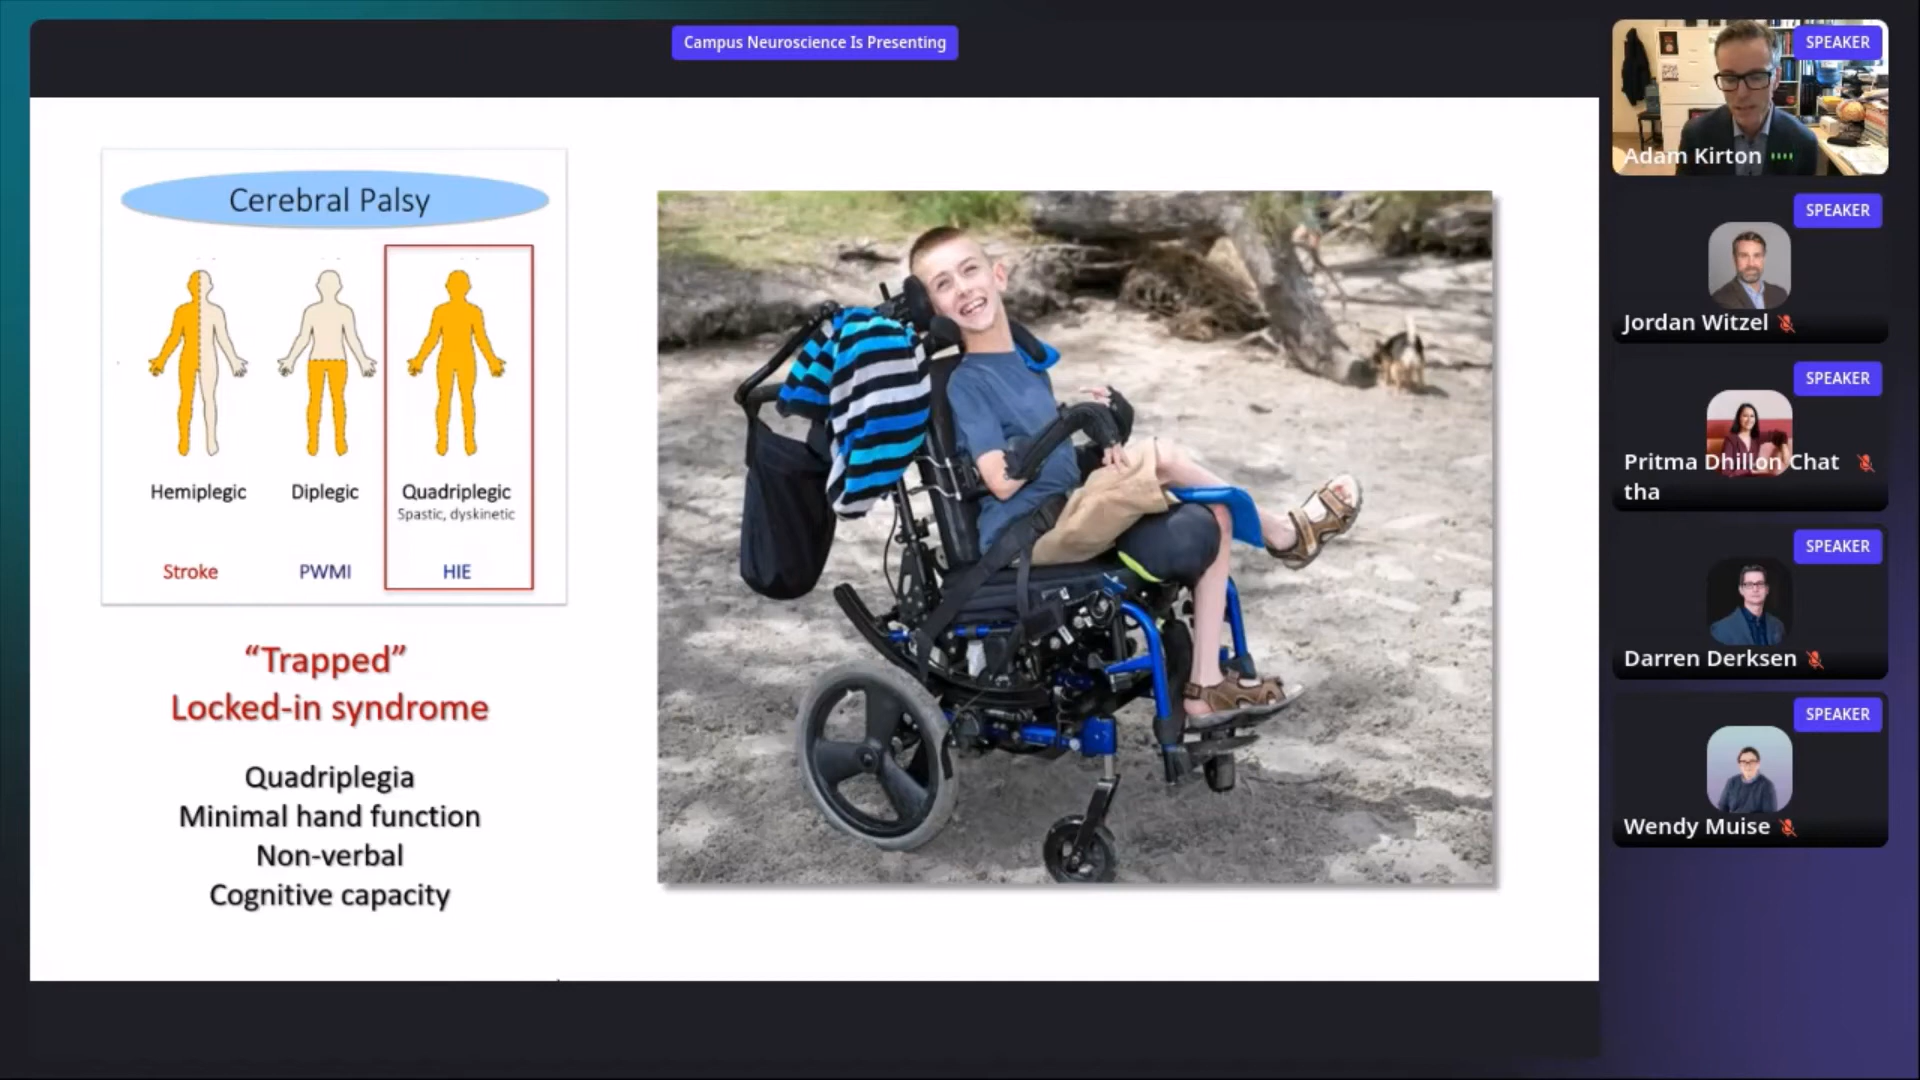 Campus Neuroscience Is Presenting
Cerebral Palsy
Hemiplegic
Diplegic
Quadriplegic
Spastic, dyskinetic
Stroke
PWMI
HIE
“Trapped”
Locked-in syndrome
Quadriplegia
Minimal hand function
Non-verbal
Cognitive capacity
SPEAKER
Adam Kirton
SPEAKER
Jordan Witzel
SPEAKER
Pritma Dhillon Chat
tha
SPEAKER
Darren Derksen
SPEAKER
Wendy Muise